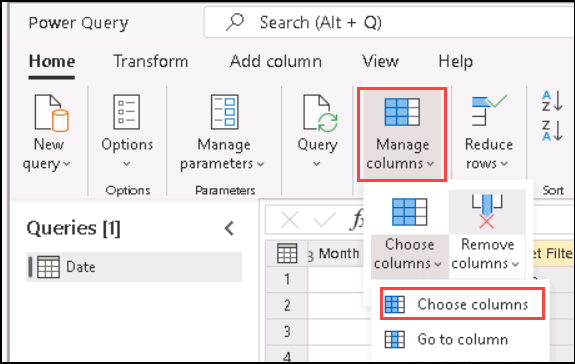 Power Query
Search (Alt + Q)
Home Transform Add column View Help
New query
Options
Manage parameters
Query
Manage columns
Reduce rows
Options Parameters Sort
Queries [1]
Date
Month
Choose columns
Remove columns
Choose columns
Go to column
1
2
3
4